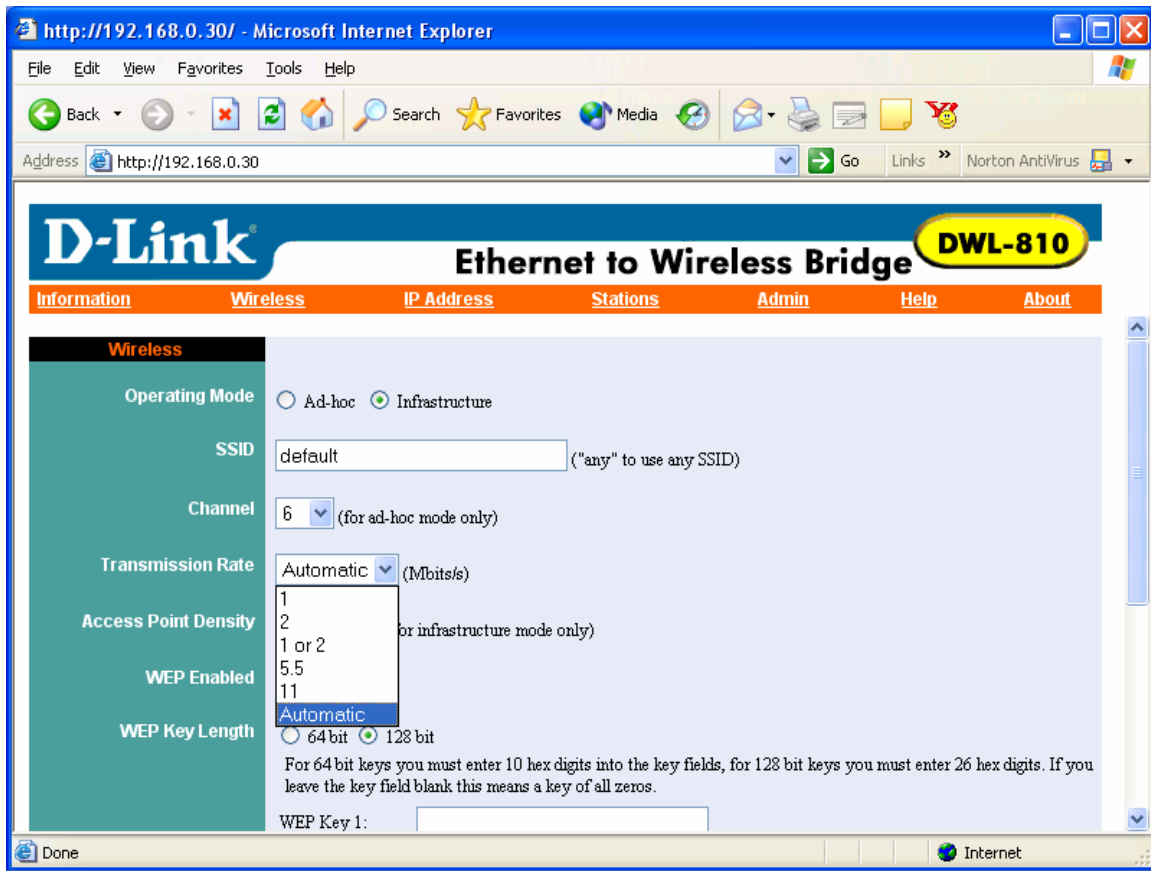 http://192.168.0.30/ - Microsoft Internet Explorer
File Edit View Favorites Tools Help
Back Search Favorites Media
Address http://192.168.0.30 Go Links » Norton AntiVirus
D-Link®
Ethernet to Wireless Bridge DWL-810
Information Wireless IP Address Stations Admin Help About
Wireless
Operating Mode Ad-hoc Infrastructure
SSID default ("any" to use any SSID)
Channel 6 (for ad-hoc mode only)
Transmission Rate Automatic (Mbits/s)
1
Access Point Density 2 or infrastructure mode only)
1 or 2
WEP Enabled 5.5
11
Automatic
WEP Key Length 64 bit 128 bit
For 64 bit keys you must enter 10 hex digits into the key fields, for 128 bit keys you must enter 26 hex digits. If you
leave the key field blank this means a key of all zeros.
WEP Key 1:
Done Internet